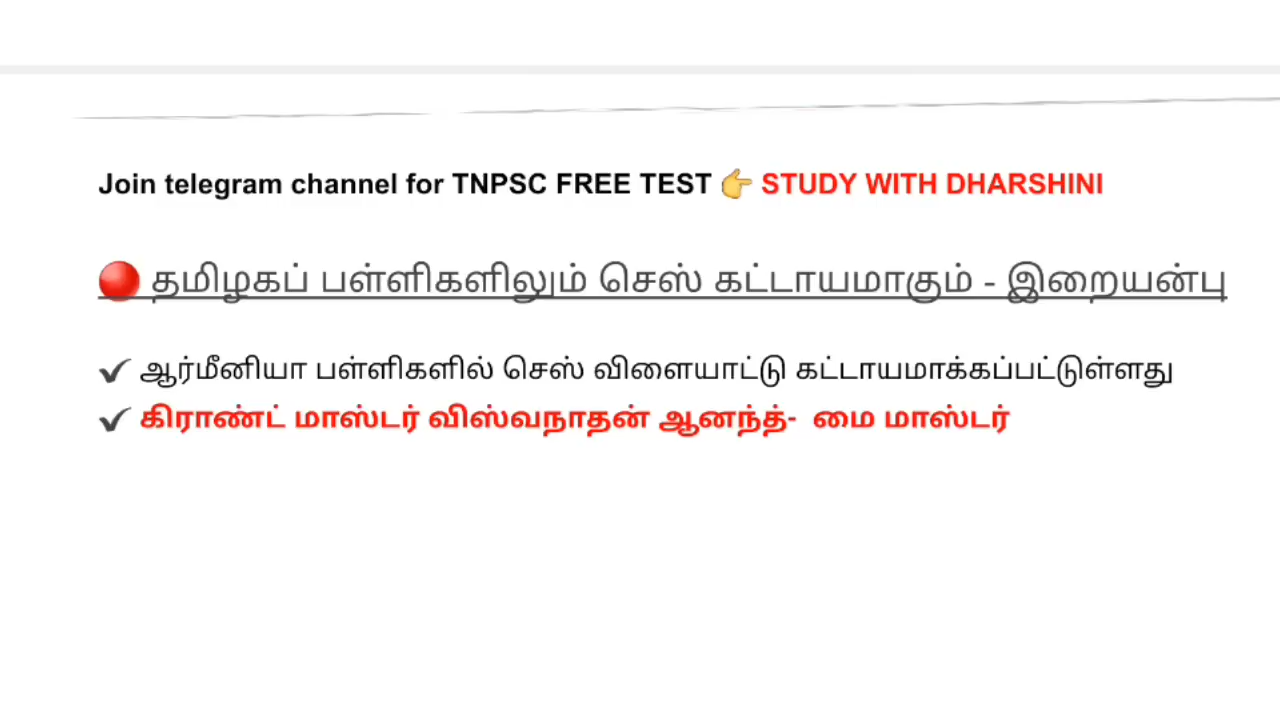 Join telegram channel for TNPSC FREE TEST 👉 STUDY WITH DHARSHINI
🔴 தமிழகப் பள்ளிகளிலும் செஸ் கட்டாயமாகும் - இறையன்பு
✔ ஆர்மீனியா பள்ளிகளில் செஸ் விளையாட்டு கட்டாயமாக்கப்பட்டுள்ளது
✔ கிராண்ட் மாஸ்டர் விஸ்வநாதன் ஆனந்த்- மை மாஸ்டர்